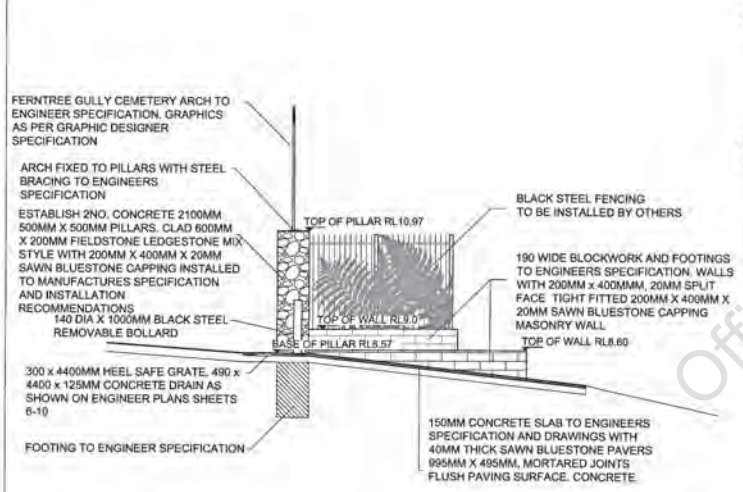 FERNTREE GULLY CEMETERY ARCH TO
ENGINEER SPECIFICATION. GRAPHICS
AS PER GRAPHIC DESIGNER
SPECIFICATION
ARCH FIXED TO PILLARS WITH STEEL
BRACING TO ENGINEERS
SPECIFICATION
ESTABLISH 2NO. CONCRETE 2100MM
500MM X 500MM PILLARS. CLAD 600MM
X 200MM FIELDSTONE LEDGESTONE MIX
STYLE WITH 200MM X 400MM X 20MM
SAWN BLUESTONE CAPPING INSTALLED
TO MANUFACTURES SPECIFICATION
AND INSTALLATION
RECOMMENDATIONS
140 DIA X 1000MM BLACK STEEL
REMOVABLE BOLLARD
300 x 4400MM HEEL SAFE GRATE, 490 x
4400 x 125MM CONCRETE DRAIN AS
SHOWN ON ENGINEER PLANS SHEETS
6-10
FOOTING TO ENGINEER SPECIFICATION
TOP OF PILLAR RL10.97
TOP OF WALL RL9.0
BASE OF PILLAR RL8.57
BLACK STEEL FENCING
TO BE INSTALLED BY OTHERS
190 WIDE BLOCKWORK AND FOOTINGS
TO ENGINEERS SPECIFICATION. WALLS
WITH 200MM x 400MMM, 20MM SPLIT
FACE TIGHT FITTED 200MM X 400MM X
20MM SAWN BLUESTONE CAPPING
MASONRY WALL
TOP OF WALL RL8.60
150MM CONCRETE SLAB TO ENGINEERS
SPECIFICATION AND DRAWINGS WITH
40MM THICK SAWN BLUESTONE PAVERS
995MM X 495MM, MORTARED JOINTS
FLUSH PAVING SURFACE. CONCRETE
Offi